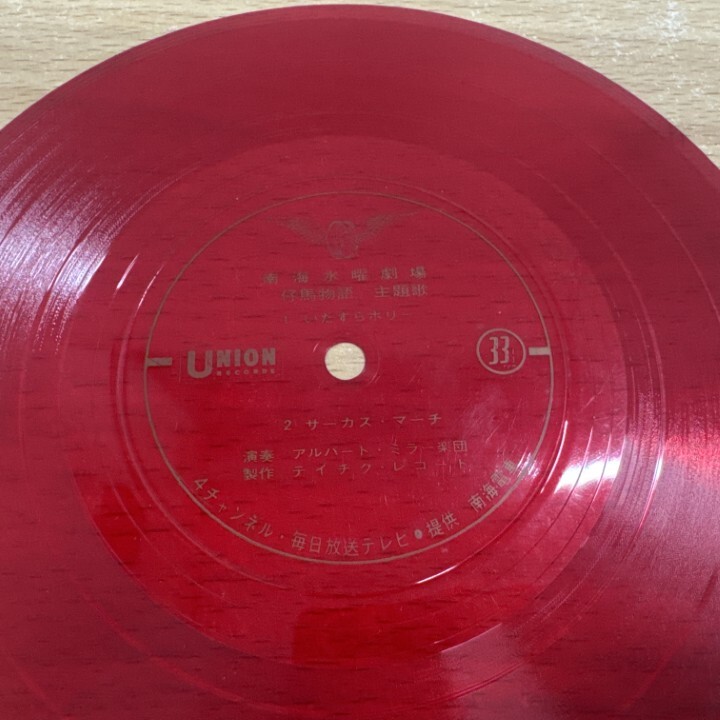 南海水曜劇場
仔馬物語 主題歌
1 いたずらホリー
UNION
RECORDS
33
2 サーカス・マーチ
演奏 アルバート・ミラー楽団
製作 テイチク・レコード
4チャンネル・毎日放送テレビ●提供 南海電車